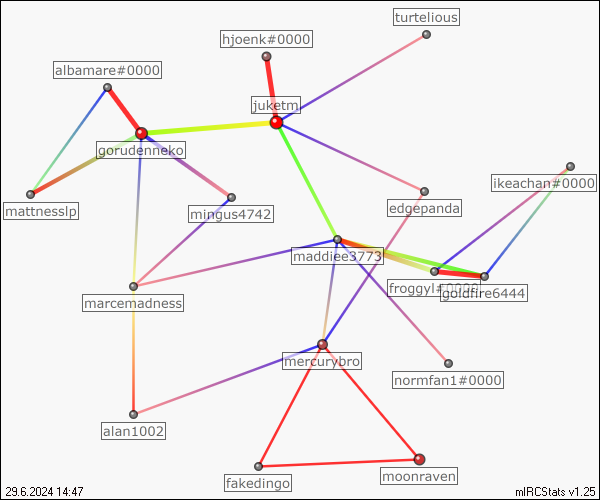 turtelious
hjoenk#0000
albamare#0000
juketm
gorudenneko
ikeachan#0000
mattnesslp
mingus4742
edgepanda
maddiee3773
froggyl#0000
goldfire6444
marcemadness
mercurybro
normfan1#0000
alan1002
fakedingo
moonraven
29.6.2024 14:47
mIRCStats v1.25